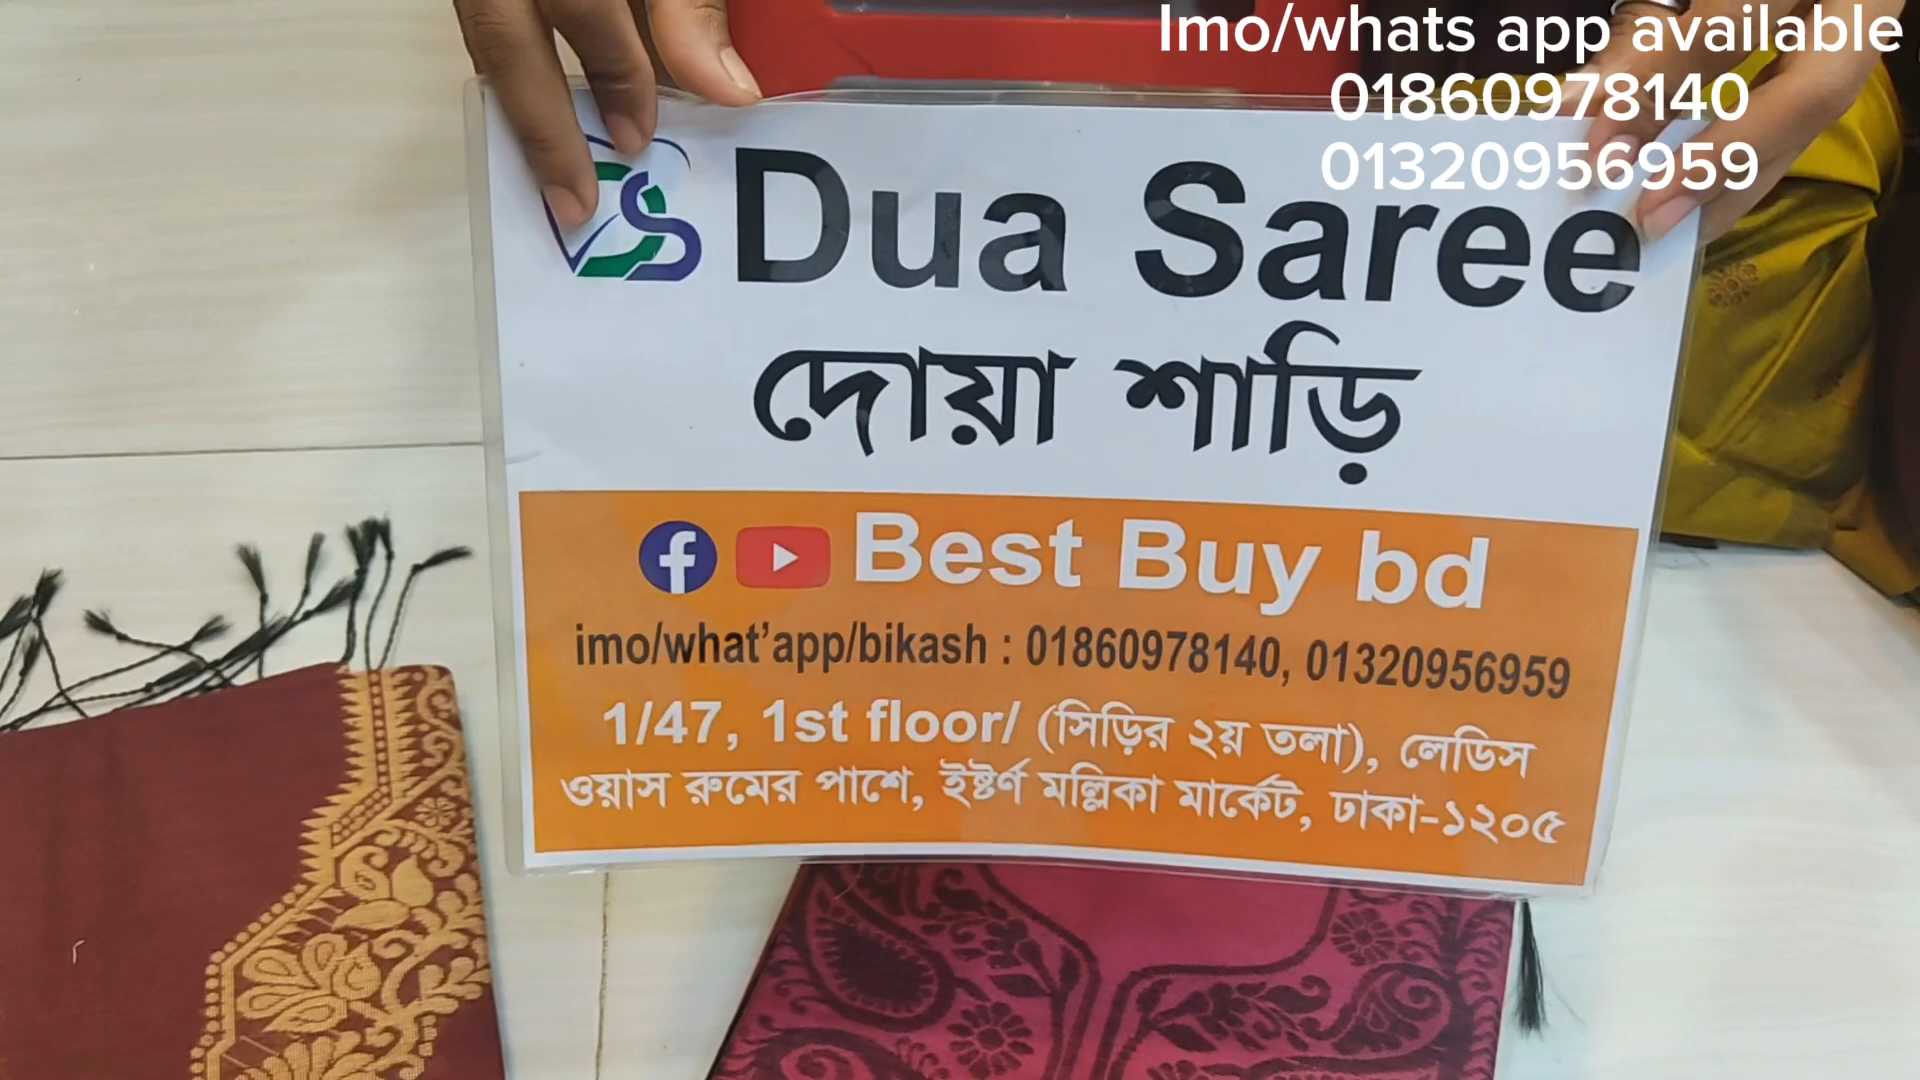 Imo/whats app available
01860978140
01320956959
DS Dua Saree
দোয়া শাড়ি
Best Buy bd
imo/what'app/bikash : 01860978140, 01320956959
1/47, 1st floor/ (সিড়ির ২য় তলা), লেডিস
ওয়াস রুমের পাশে, ইষ্টর্ণ মল্লিকা মার্কেট, ঢাকা-১২০৫